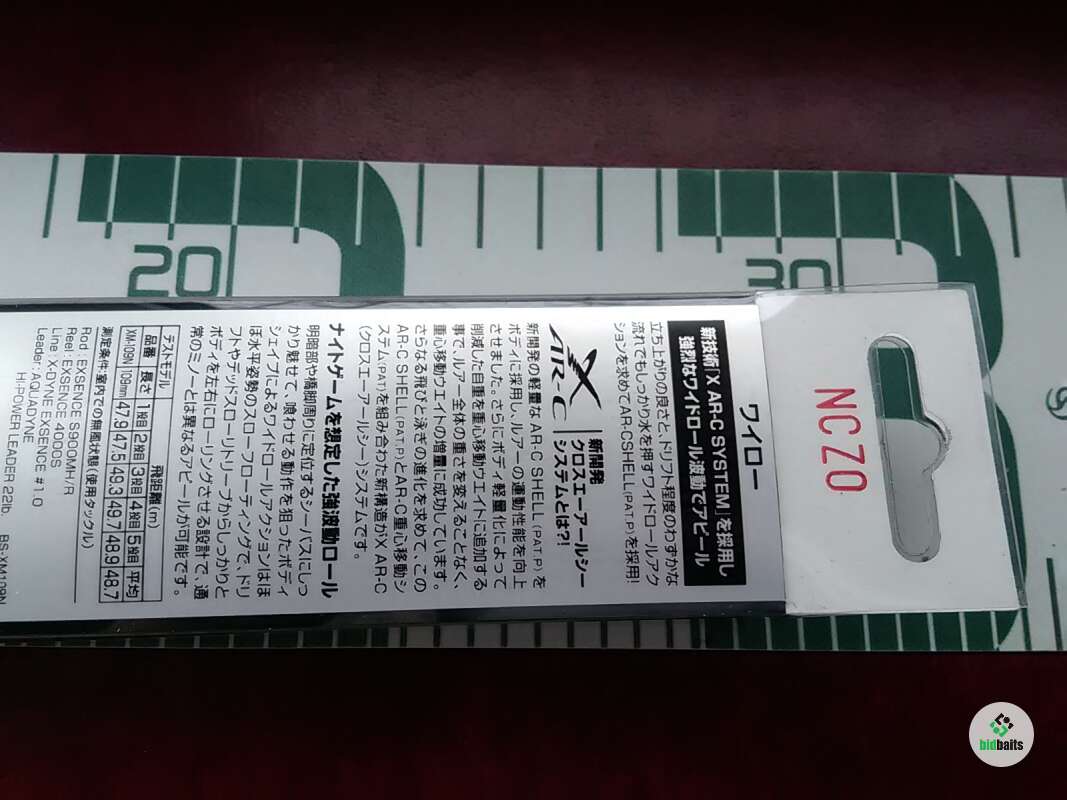 NCZO
ワイロー
新技術「X AR-C SYSTEM」を採用し
強烈なワイドロール波動でアピール
立ち上がりの良さと、ドリフト程度のわずかな
流れでもしっかり水を押すワイドロールアク
ションを求めてAR-CSHELL(PAT.P)を採用!
X AR-C
新開発
クロスエーアールシー
システムとは?!
新開発の軽量なAR-C SHELL(PAT.P)を
ボディに採用し、ルアーの運動性能を向上
させました。さらにボディ軽量化によって
削減した自重を重心移動ウエイトに追加する
事で、ルアー全体の重さを変えることなく、
重心移動ウエイトの増量に成功しています。
さらなる飛びと泳ぎの進化を求めて、この
AR-C SHELL(PAT.P)とAR-C重心移動シ
ステム(PAT)を組み合わせた新構造がX AR-C
(クロスエーアールシー)システムです。
ナイトゲームを想定した強波動ロール
明暗部や橋脚周りに定位するシーバスにしっ
かり魅せて、喰わせる動作を狙ったボディ
シェイプによるワイドロールアクションはほ
ぼ水平姿勢のスローフローティングで、ドリ
フトやデッドスローリトリーブからしっかりと
ボディを左右にローリングさせる設計で、通
常のミノーとは異なるアピールが可能です。
テストモデル 飛距離(m)
品番 長さ 1投目 2投目 3投目 4投目 5投目 平均
XM-109N 109mm 47.9 47.5 49.3 49.7 48.9 48.7
測定条件:室内での無風状態(使用タックル)
Rod : EXSENCE S900MH/R
Reel : EXSENCE 4000S
Line : X-DYNE EXSENCE #1.0
Leader : AQUADYNE
HI-POWER LEADER 22lb.
BS-XM109N
20
30
bidbaits